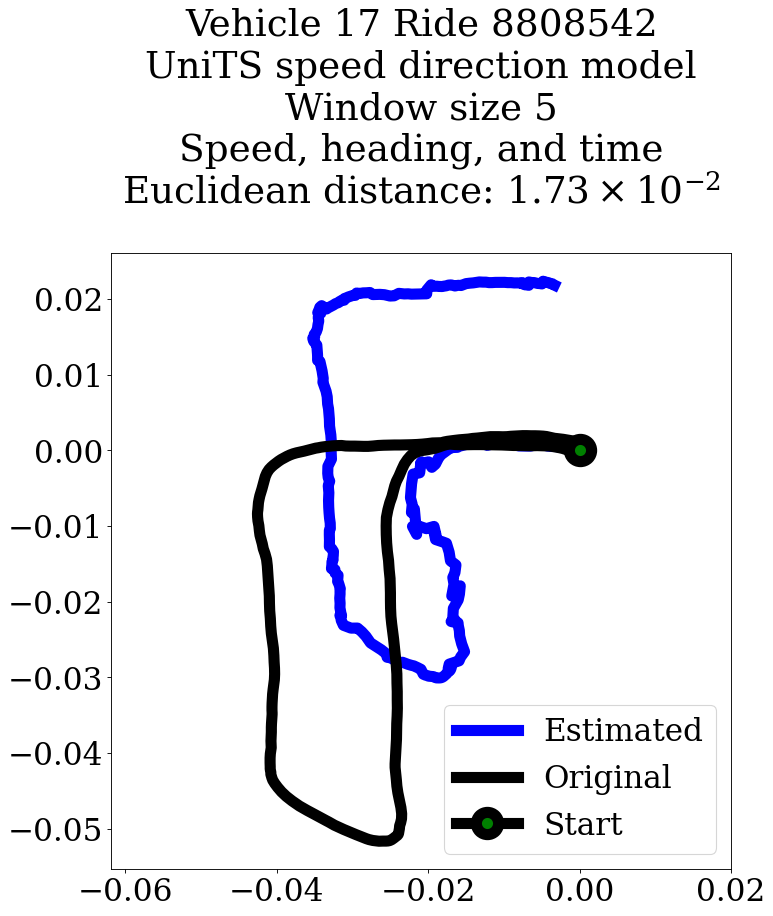 Vehicle 17 Ride 8808542
UniTS speed direction model
Window size 5
Speed, heading, and time
Euclidean distance: 1.73 × 10⁻²
0.02
0.01
0.00
−0.01
−0.02
−0.03
−0.04
−0.05
Estimated
Original
Start
−0.06 −0.04 −0.02 0.00 0.02